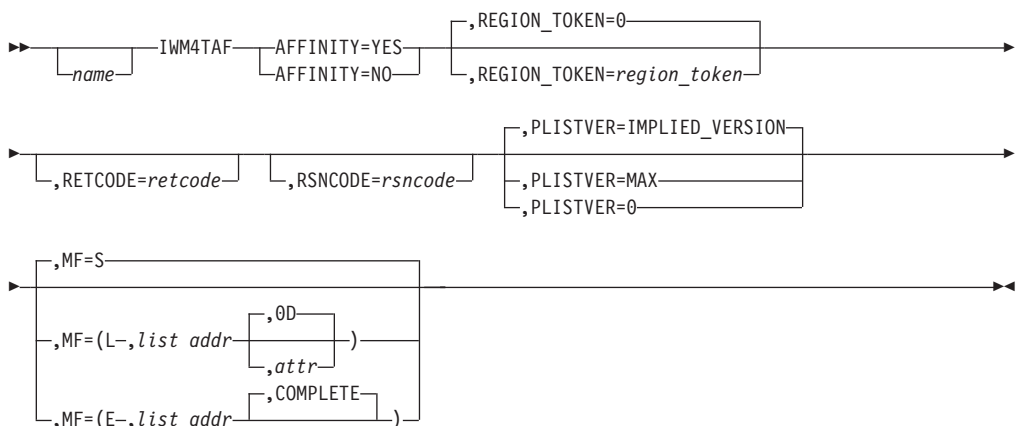 ,REGION_TOKEN=0
name IWM4TAF AFFINITY=YES
AFFINITY=NO ,REGION_TOKEN=region_token
,PLISTVER=IMPLIED_VERSION
,RETCODE=retcode ,RSNCODE=rsncode ,PLISTVER=MAX
,PLISTVER=0
,MF=S
,0D
,MF=(L ,list addr )
,attr
,COMPLETE
,MF=(E ,list addr )